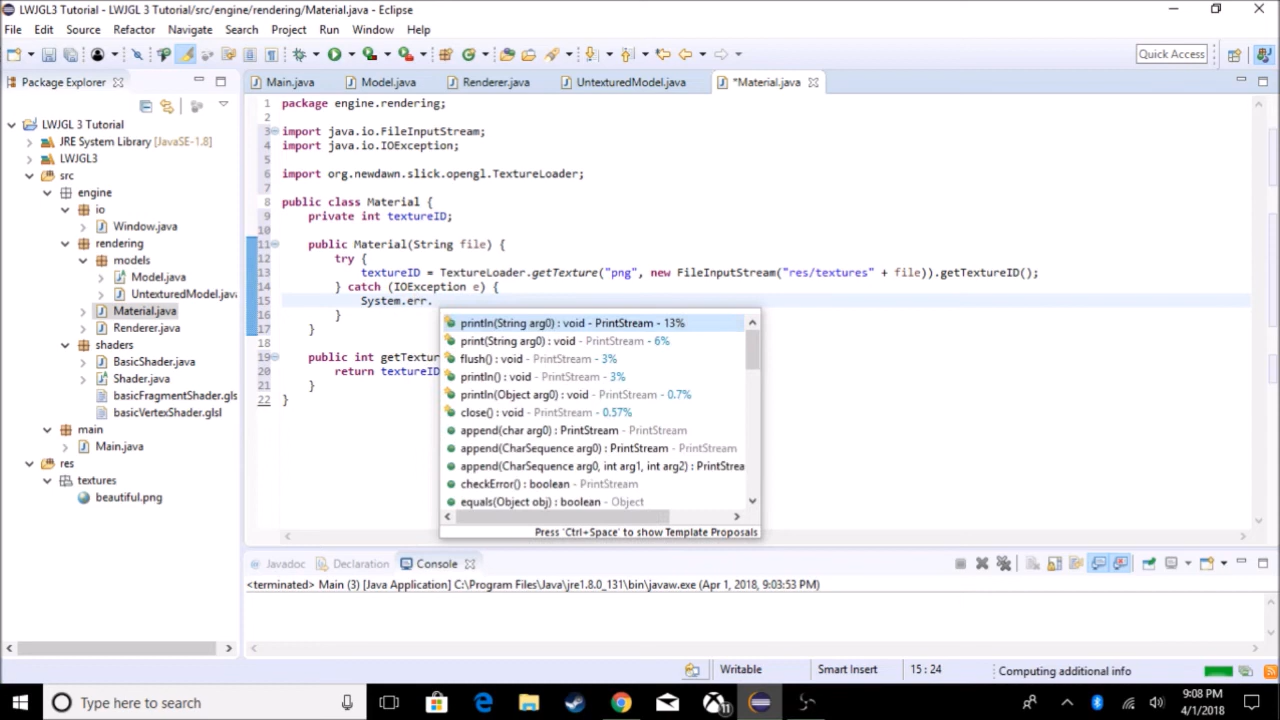 LWJGL 3 Tutorial - LWJGL 3 Tutorial/src/engine/rendering/Material.java - Eclipse
File Edit Source Refactor Navigate Search Project Run Window Help
Quick Access
Package Explorer
Main.java Model.java Renderer.java UntexturedModel.java *Material.java
LWJGL 3 Tutorial
JRE System Library [JavaSE-1.8]
LWJGL3
src
engine
io
Window.java
rendering
models
Model.java
UntexturedModel.java
Material.java
Renderer.java
shaders
BasicShader.java
Shader.java
basicFragmentShader.gls
basicVertexShader.glsl
main
Main.java
res
textures
beautiful.png
1 package engine.rendering;
2
3 import java.io.FileInputStream;
4 import java.io.IOException;
5
6 import org.newdawn.slick.opengl.TextureLoader;
7
8 public class Material {
9 private int textureID;
10
11 public Material(String file) {
12 try {
13 textureID = TextureLoader.getTexture("png", new FileInputStream("res/textures" + file)).getTextureID();
14 } catch (IOException e) {
15 System.err.
16 }
17 }
18
19 public int getTextur
20 return textureID
21 }
22 }
println(String arg0) : void - PrintStream - 13%
print(String arg0) : void - PrintStream - 6%
flush() : void - PrintStream - 3%
println() : void - PrintStream - 3%
println(Object arg0) : void - PrintStream - 0.7%
close() : void - PrintStream - 0.57%
append(char arg0) : PrintStream - PrintStream
append(CharSequence arg0) : PrintStream - PrintStream
append(CharSequence arg0, int arg1, int arg2) : PrintStrea
checkError() : boolean - PrintStream
equals(Object obj) : boolean - Object
Press 'Ctrl+Space' to show Template Proposals
Javadoc Declaration Console
<terminated> Main (3) [Java Application] C:\Program Files\Java\jre1.8.0_131\bin\javaw.exe (Apr 1, 2018, 9:03:53 PM)
Writable Smart Insert 15 : 24 Computing additional info
Type here to search
11
9:08 PM
4/1/2018